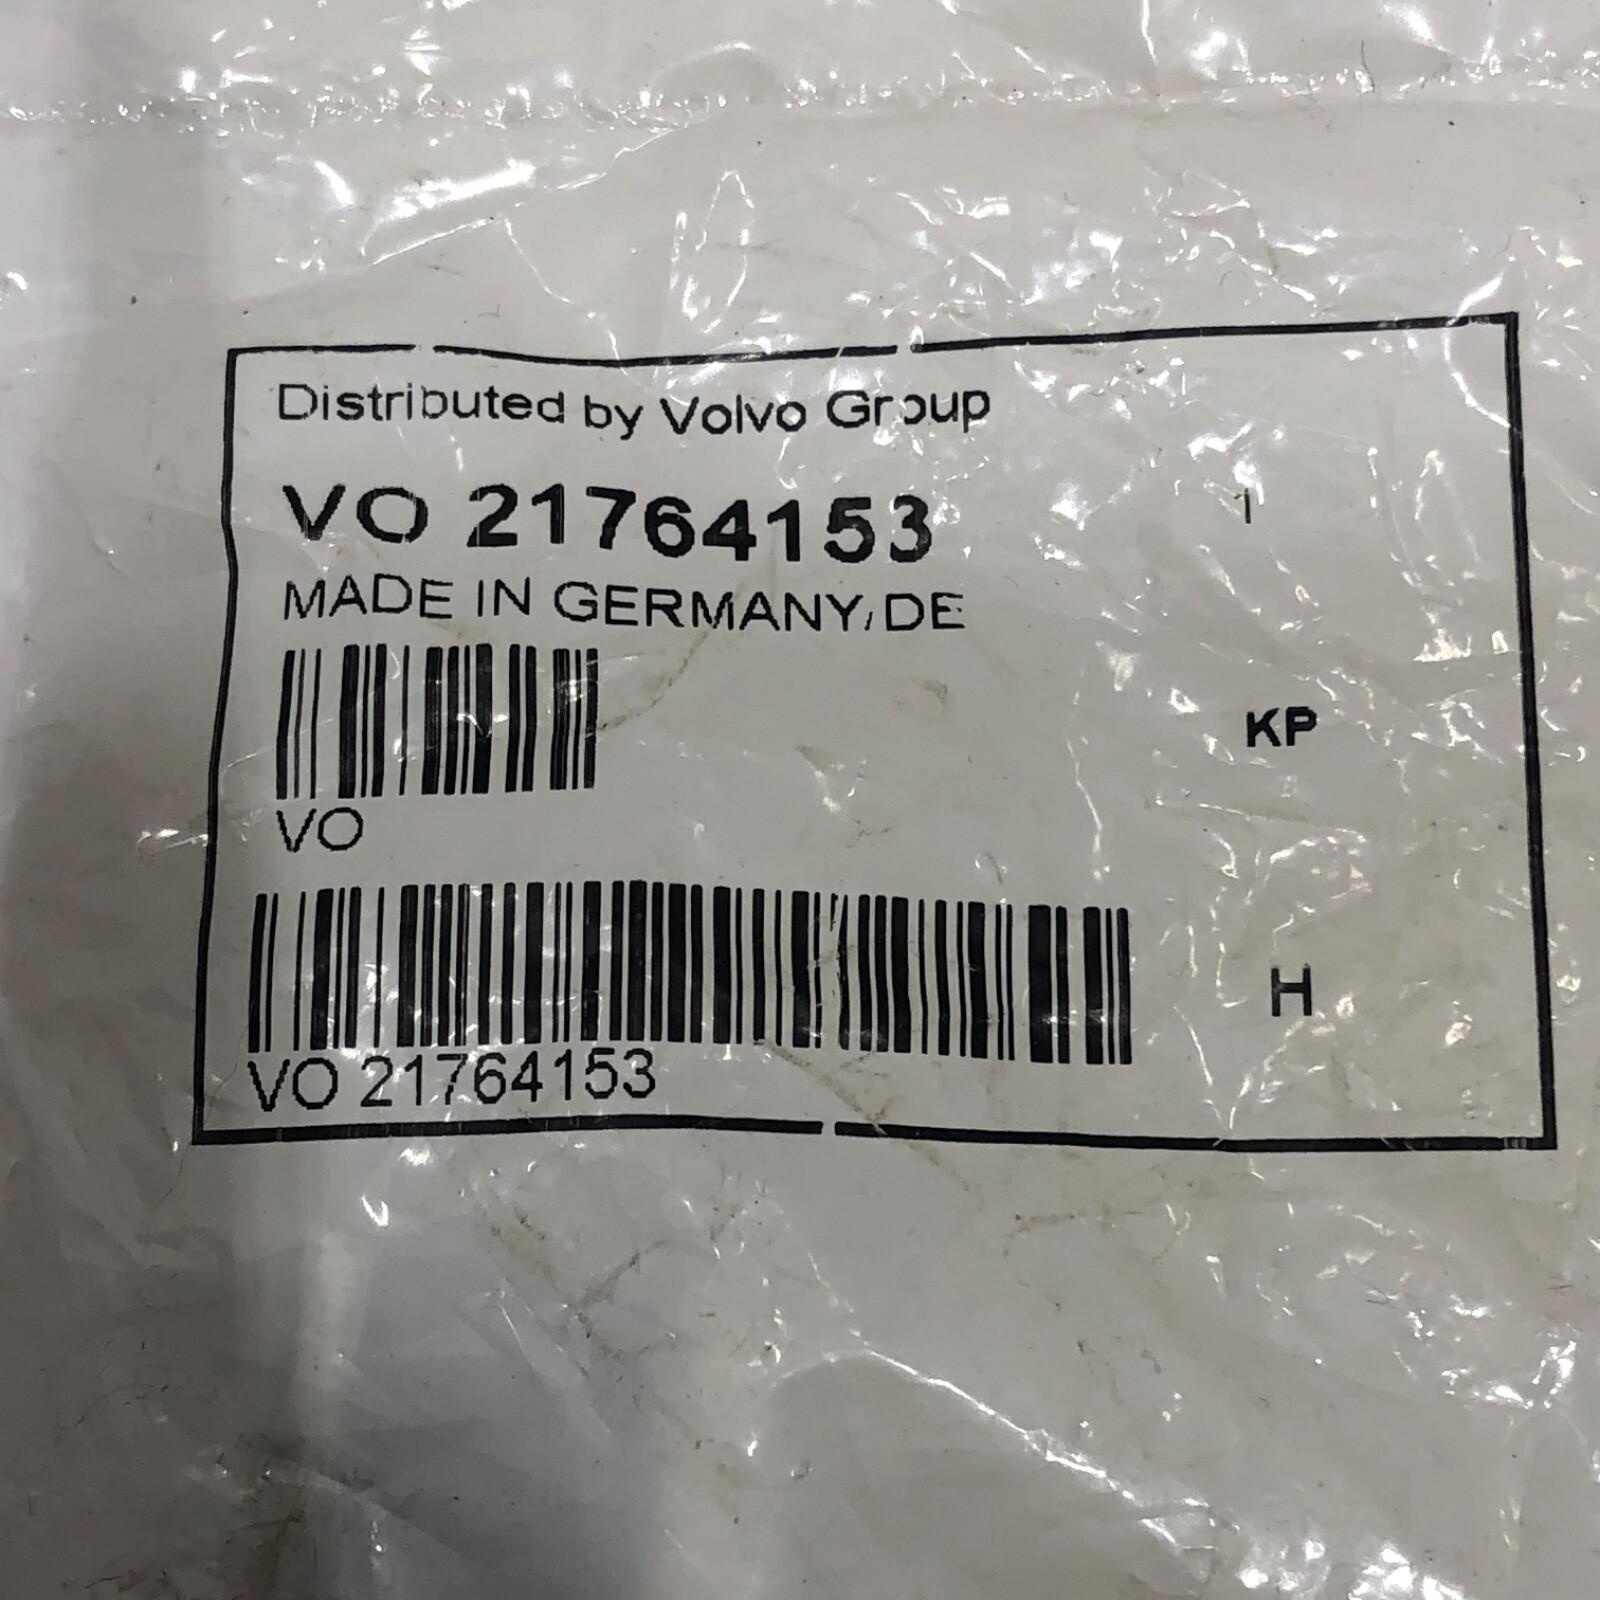 Distributed by Volvo Group
VO 21764153
1
MADE IN GERMANY, DE
KP
VO
H
VO 21764153